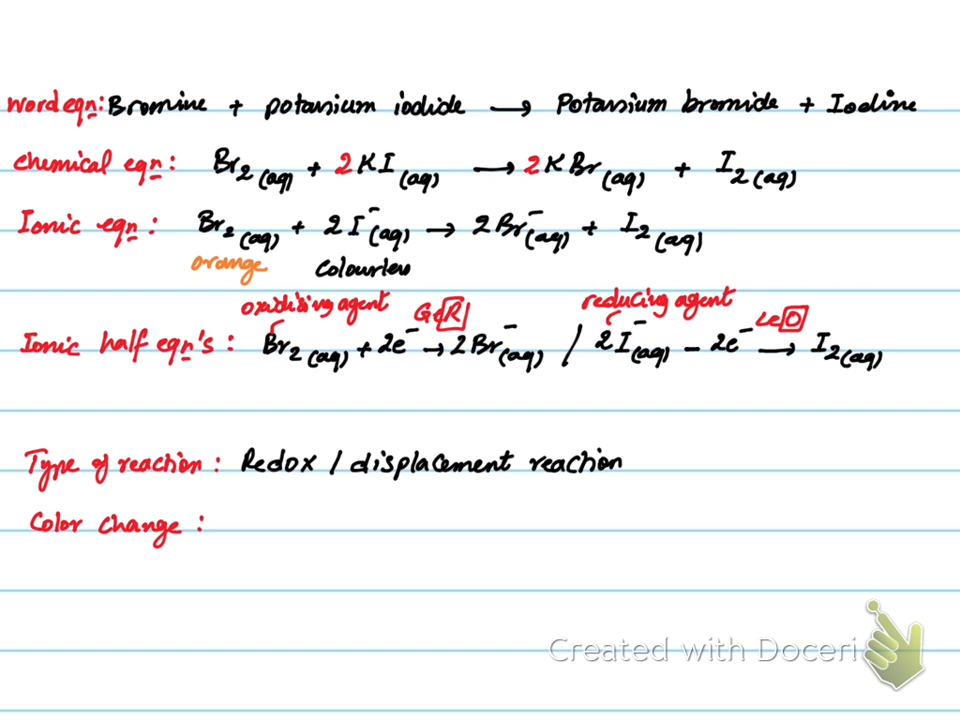 word eqn: Bromine + potassium iodide → Potassium bromide + Iodine
chemical eqn: Br₂(aq) + 2KI(aq) → 2KBr(aq) + I₂(aq)
Ionic eqn: Br₂(aq) + 2I⁻(aq) → 2Br⁻(aq) + I₂(aq)
orange colourless
oxidising agent GeR reducing agent LeO
Ionic half eqn's: Br₂(aq) + 2e⁻ → 2Br⁻(aq) / 2I⁻(aq) – 2e⁻ → I₂(aq)
Type of reaction: Redox / displacement reaction
Color change:
Created with Doceri